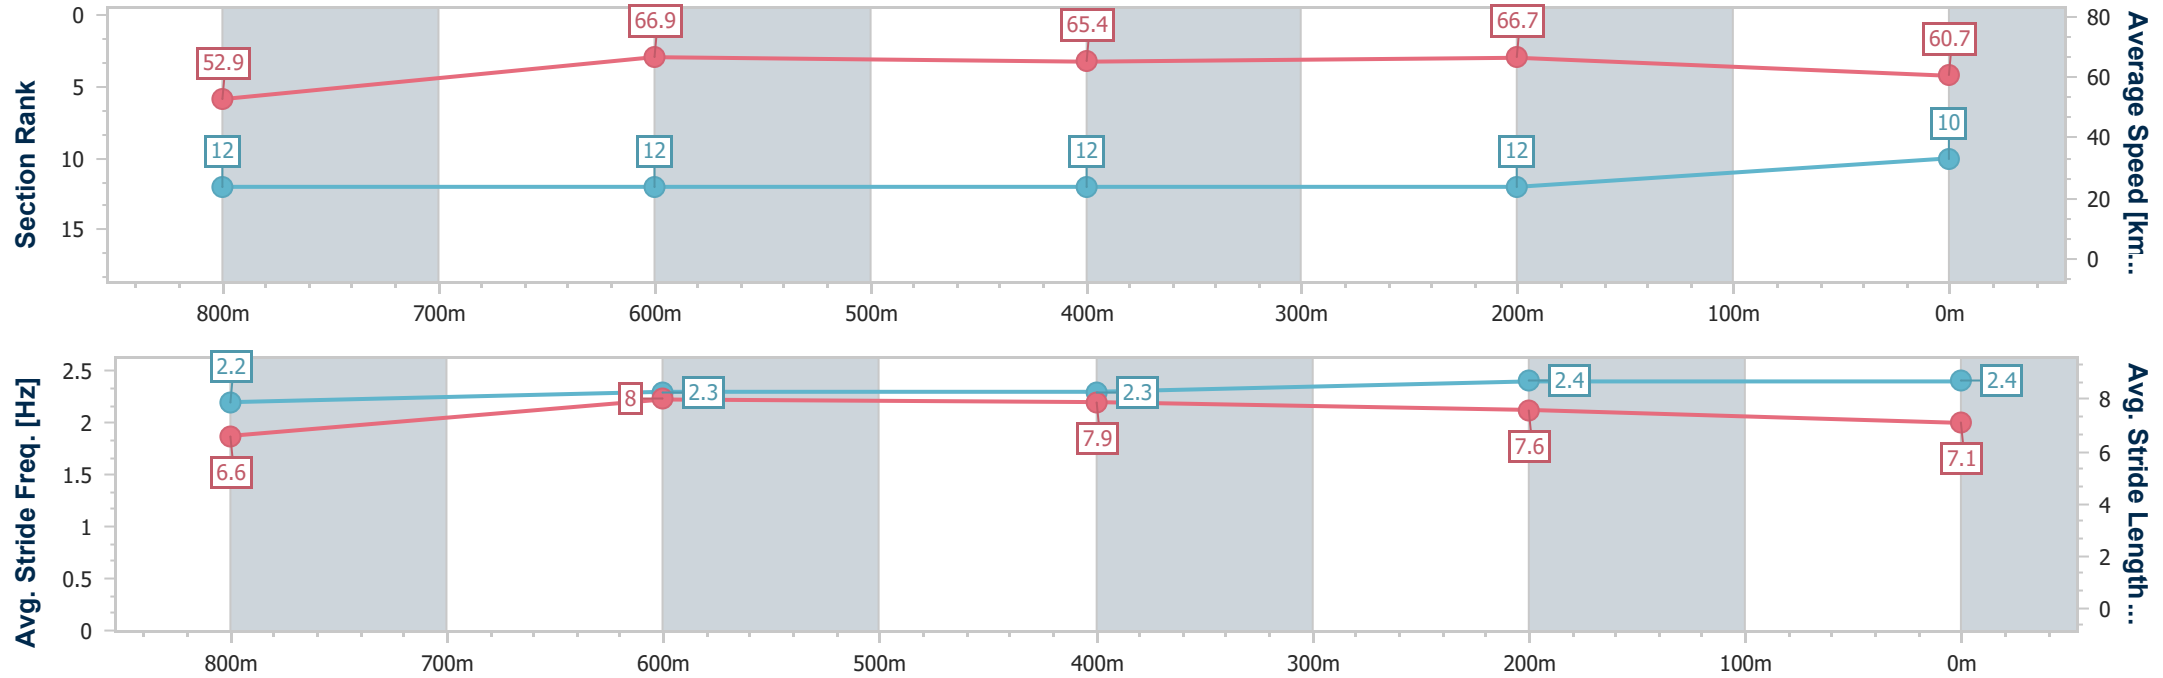 Section Rank
0
5
10
15
52.9
66.9
65.4
66.7
60.7
12
12
12
12
10
80
60
40
20
0
Average Speed [km...
800m
700m
600m
500m
400m
300m
200m
100m
0m
Avg. Stride Freq. [Hz]
2.5
2
1.5
1
0.5
0
2.2
2.3
2.3
2.4
2.4
6.6
8
7.9
7.6
7.1
8
6
4
2
0
Avg. Stride Length ...
800m
700m
600m
500m
400m
300m
200m
100m
0m